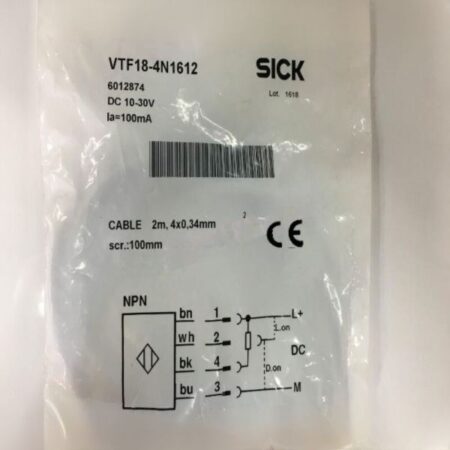 VTF18-4N1612
SICK
6012874
Lot. 1618
DC 10-30V
Ia=100mA
CABLE 2m, 4x0,34mm 2
scr.:100mm
CE
NPN
bn 1 L+
L.on
wh 2
DC
bk 4
D.on
bu 3 M